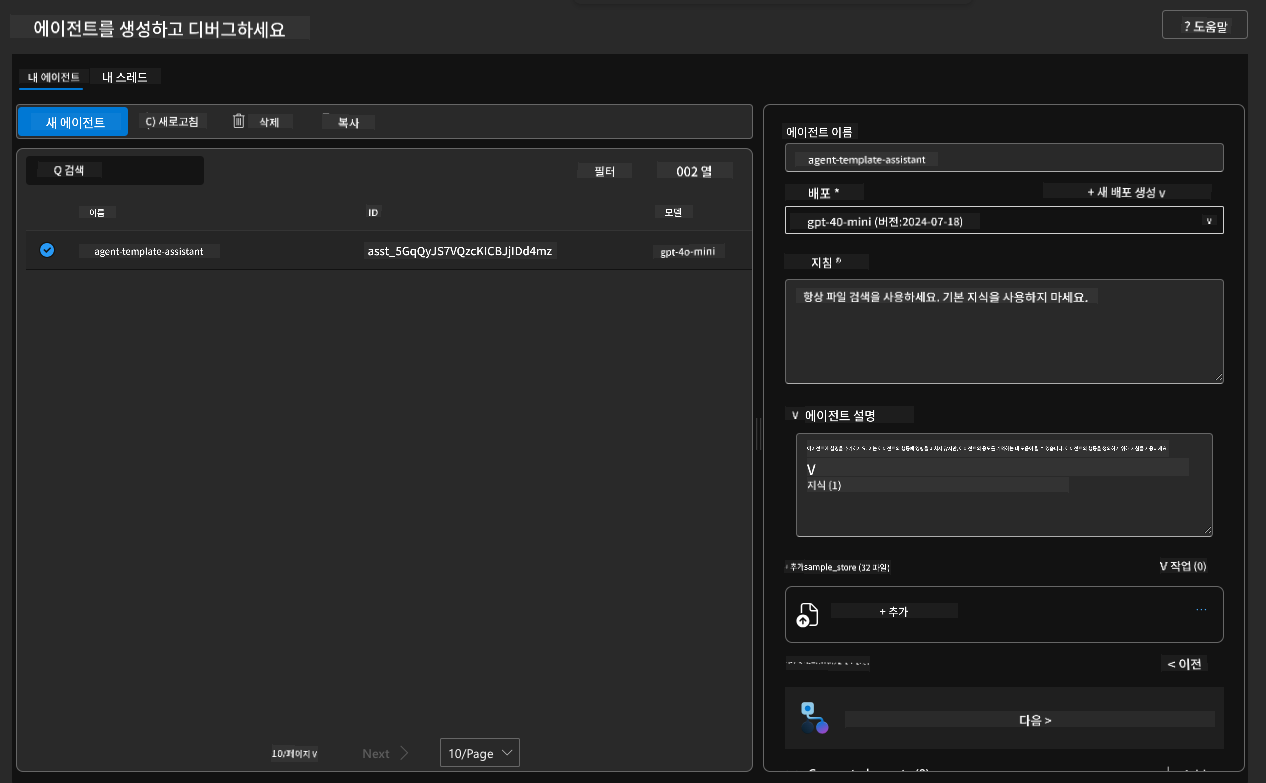 에이전트를 생성하고 디버그하세요
? 도움말
내 에이전트 내 스레드
새 에이전트 C) 새로고침 삭제 복사
Q 검색 필터 002 열
이름 ID 모델
agent-template-assistant asst_5GqQyJS7VQzcKICBJjIDd4mz gpt-4o-mini
10/페이지 V Next 10/Page
에이전트 이름
agent-template-assistant
배포 * + 새 배포 생성 v
gpt-40-mini (버전:2024-07-18) v
지침
항상 파일 검색을 사용하세요. 기본 지식을 사용하지 마세요.
V 에이전트 설명
V
지식 (1)
추가sample_store (32 파일) V 작업 (0)
+ 추가 ...
< 이전
다음 >